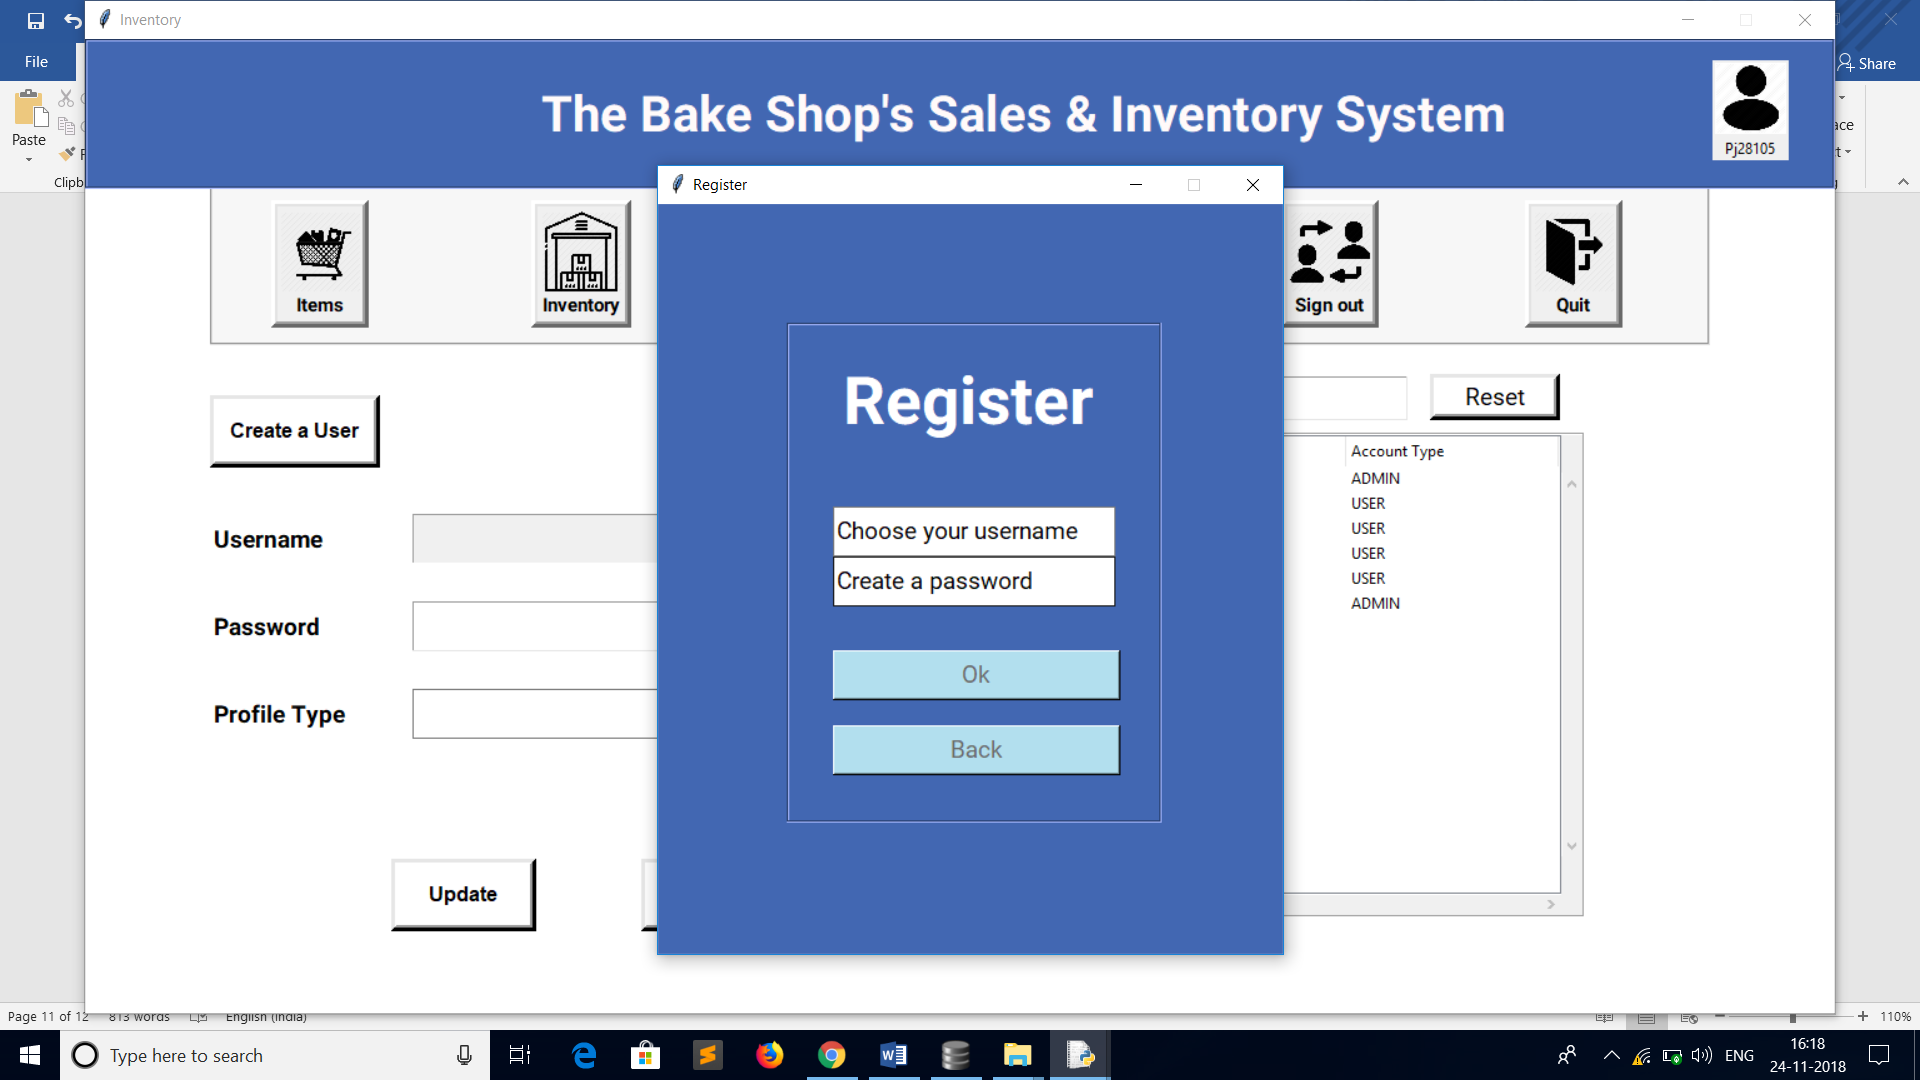 Inventory
File
Share
The Bake Shop's Sales & Inventory System
Pj28105
Paste
Clipb
Register
Items
Inventory
Sign out
Quit
Register
Create a User
Reset
Account Type
ADMIN
USER
USER
USER
USER
ADMIN
Username
Choose your username
Create a password
Password
Ok
Profile Type
Back
Update
Page 11 of 12
813 words
English (India)
110%
Type here to search
ENG
16:18
24-11-2018